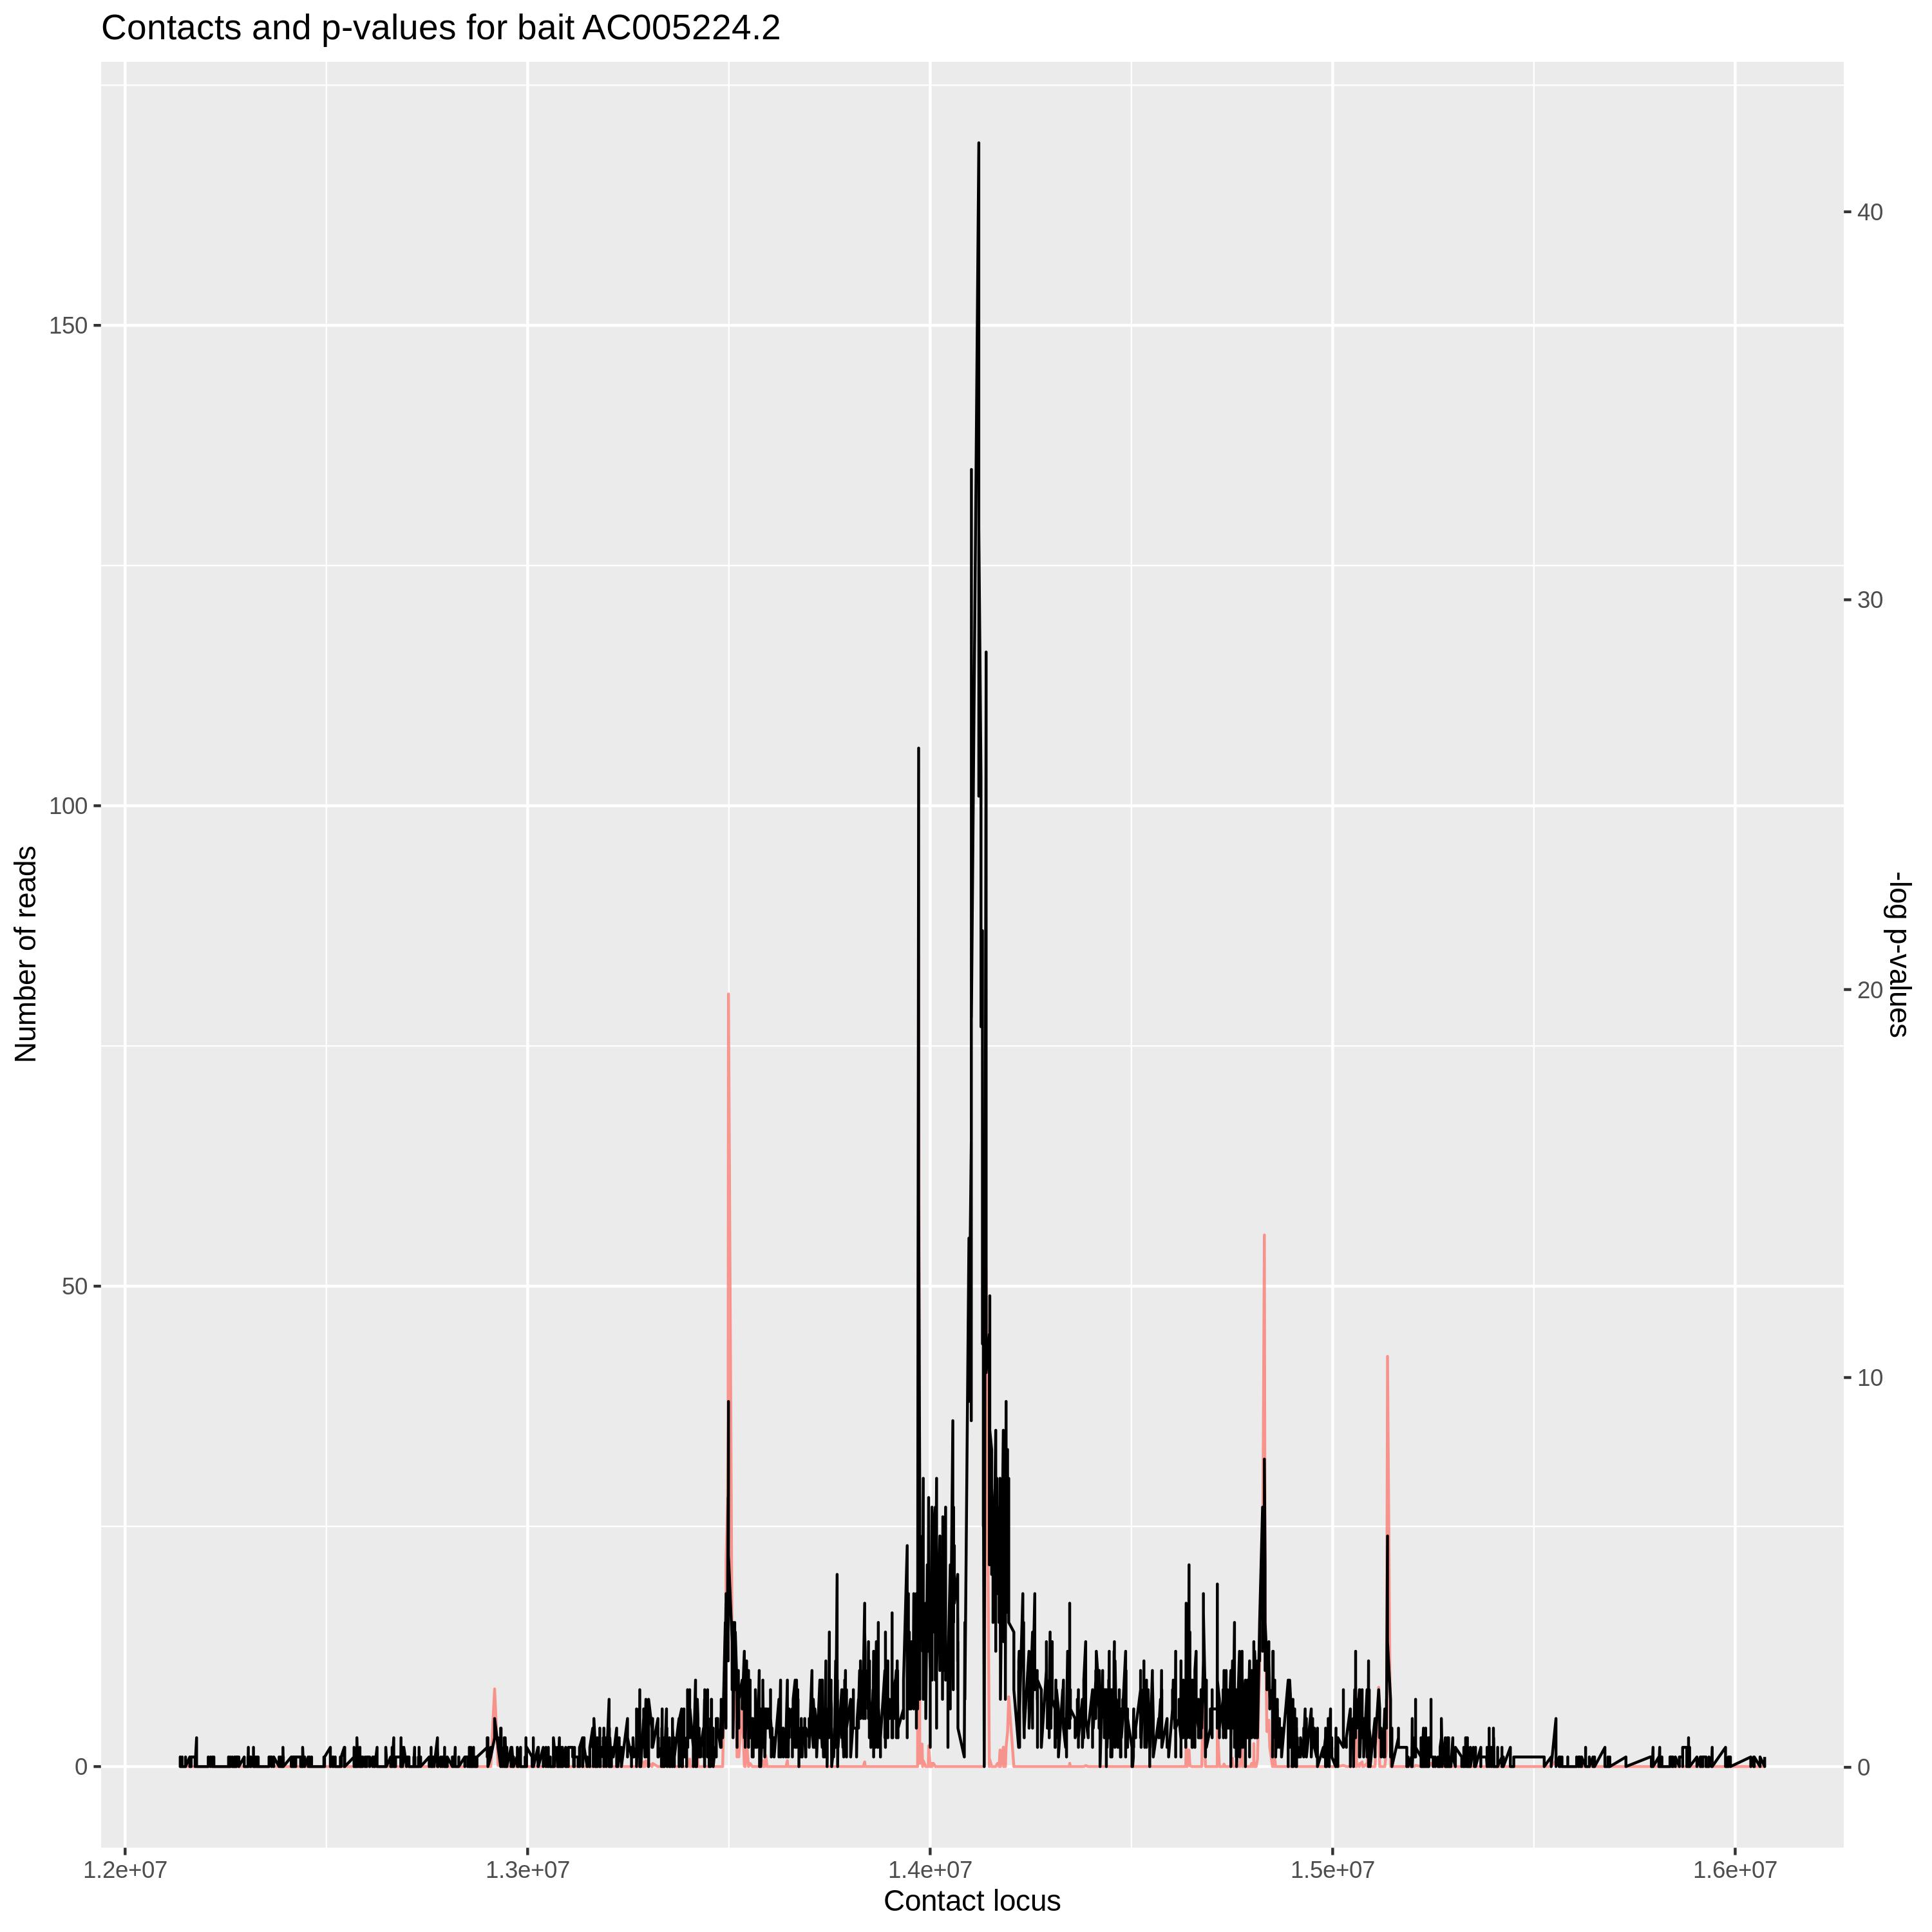 Contacts and p-values for bait AC005224.2
150
100
50
0
Number of reads
40
30
20
10
0
-log p-values
1.2e+07
1.3e+07
1.4e+07
1.5e+07
1.6e+07
Contact locus